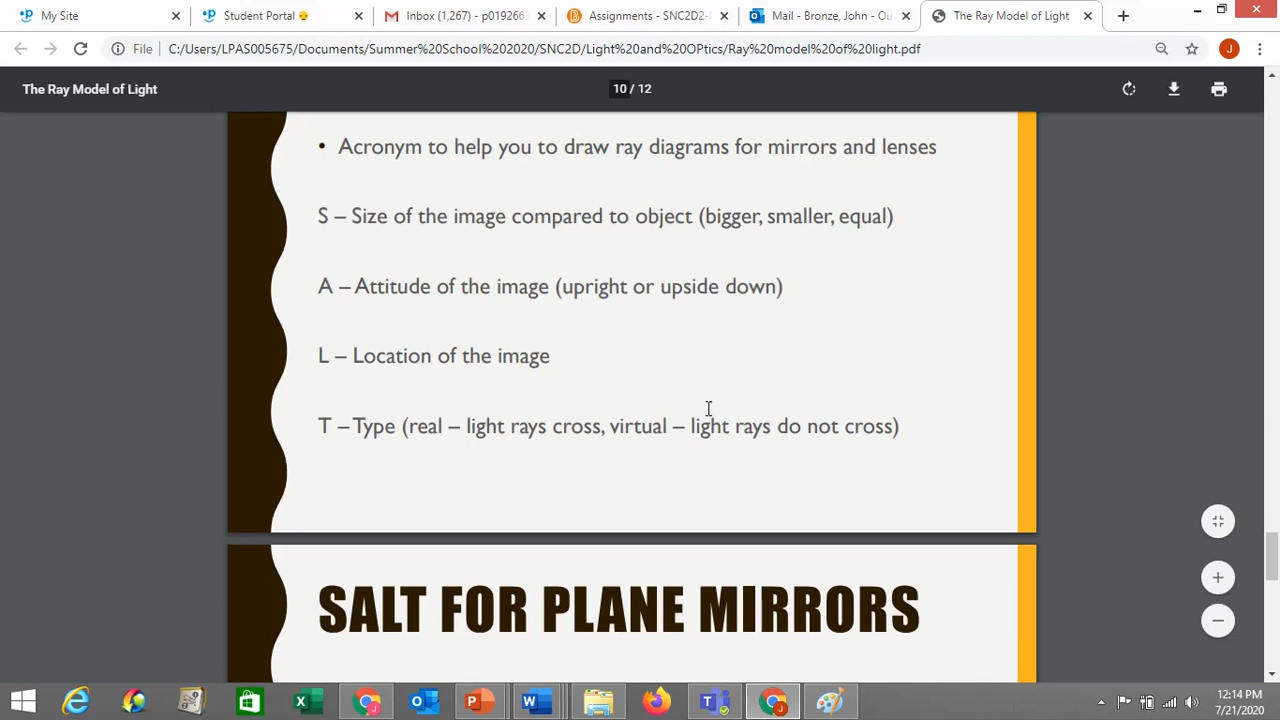 My Site
Student Portal
Inbox (1,267) - p0192663
Assignments - SNC2D2-
Mail - Bronze, John - Ou
The Ray Model of Light
File
C:/Users/LPAS005675/Documents/Summer%20School%202020/SNC2D/Light%20and%20OPtics/Ray%20model%20of%20light.pdf
J
The Ray Model of Light
10 / 12
• Acronym to help you to draw ray diagrams for mirrors and lenses
S – Size of the image compared to object (bigger, smaller, equal)
A – Attitude of the image (upright or upside down)
L – Location of the image
T – Type (real – light rays cross, virtual – light rays do not cross)
SALT FOR PLANE MIRRORS
12:14 PM
7/21/2020